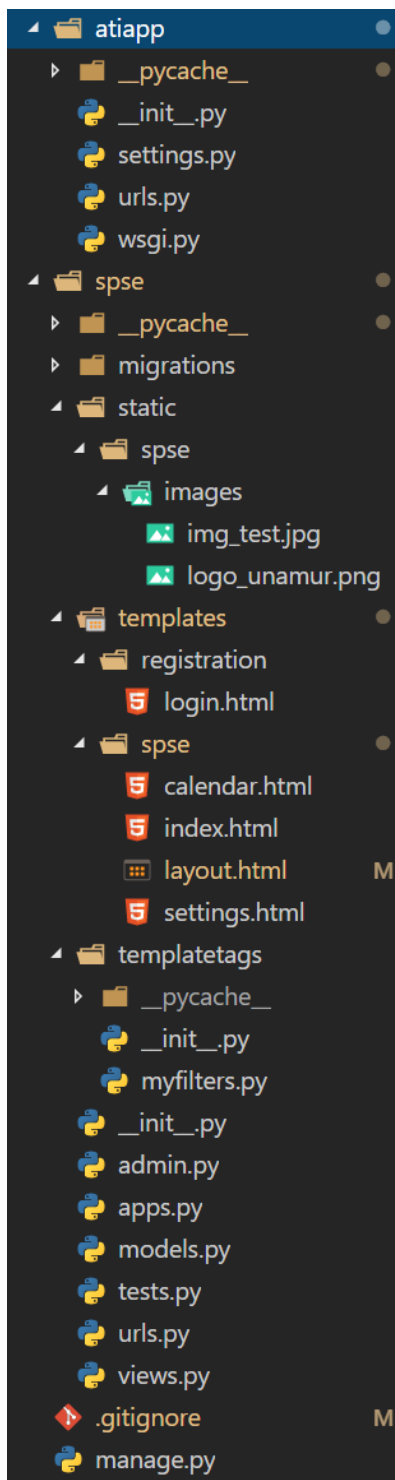 atiapp
__pycache__
__init__.py
settings.py
urls.py
wsgi.py
spse
__pycache__
migrations
static
spse
images
img_test.jpg
logo_unamur.png
templates
registration
login.html
spse
calendar.html
index.html
layout.html M
settings.html
templatetags
__pycache__
__init__.py
myfilters.py
__init__.py
admin.py
apps.py
models.py
tests.py
urls.py
views.py
.gitignore M
manage.py